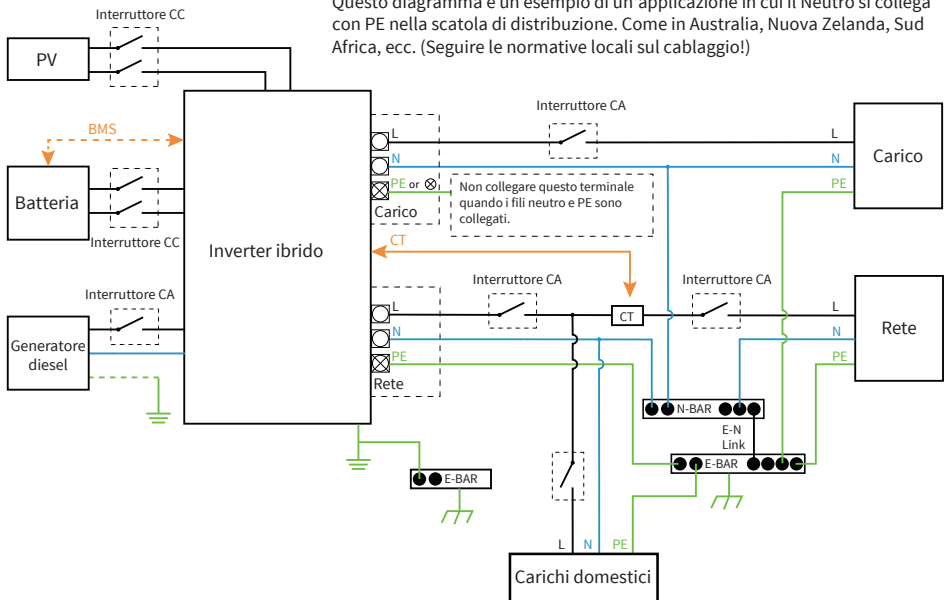 Questo diagramma è un esempio di un'applicazione in cui il Neutro si collega
con PE nella scatola di distribuzione. Come in Australia, Nuova Zelanda, Sud
Africa, ecc. (Seguire le normative locali sul cablaggio!)
Interruttore CC
PV
BMS
Batteria
Interruttore CC
Interruttore CA
Generatore
diesel
Inverter ibrido
L
N
PE or
Carico
Non collegare questo terminale
quando i fili neutro e PE sono
collegati.
Interruttore CA
L
N
PE
Carico
CT
Interruttore CA
CT
Interruttore CA
L
N
PE
Rete
L
N
PE
Rete
N-BAR
E-N
Link
E-BAR
E-BAR
L
N
PE
Carichi domestici